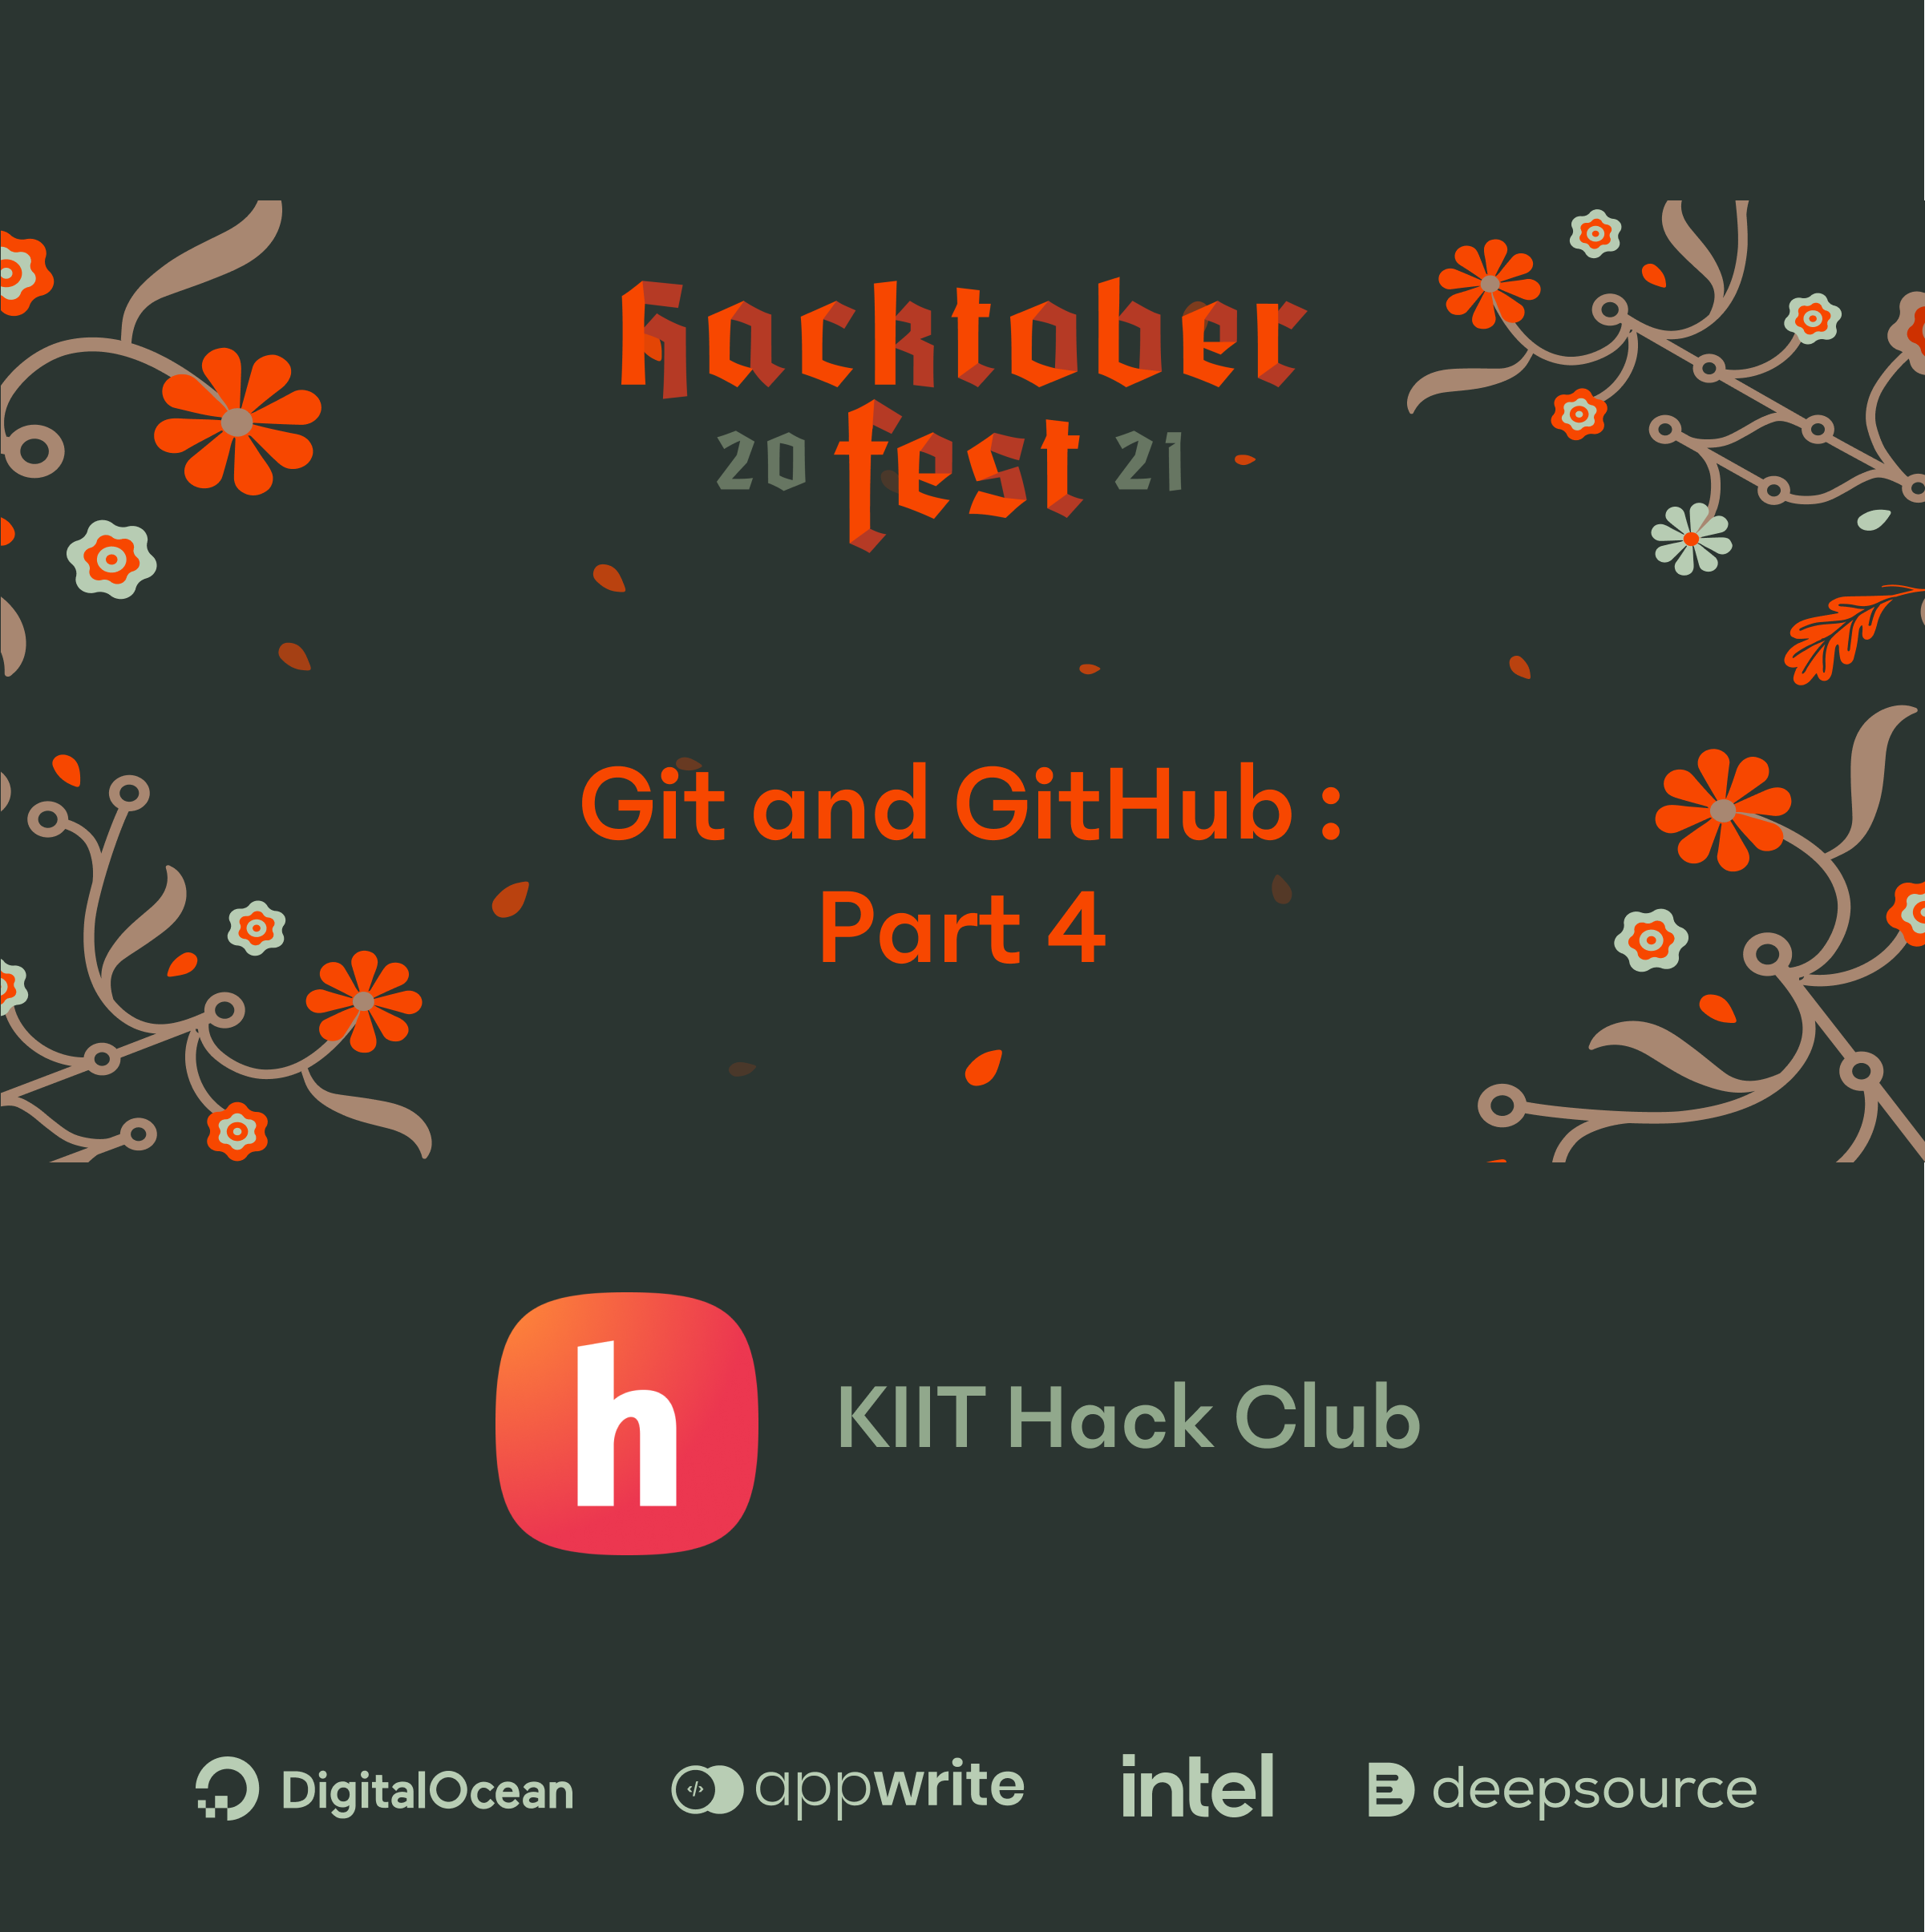 hacktober
20 fest 21
Git and GitHub :
Part 4
h KIIT Hack Club
DigitalOcean appwrite intel deepsource